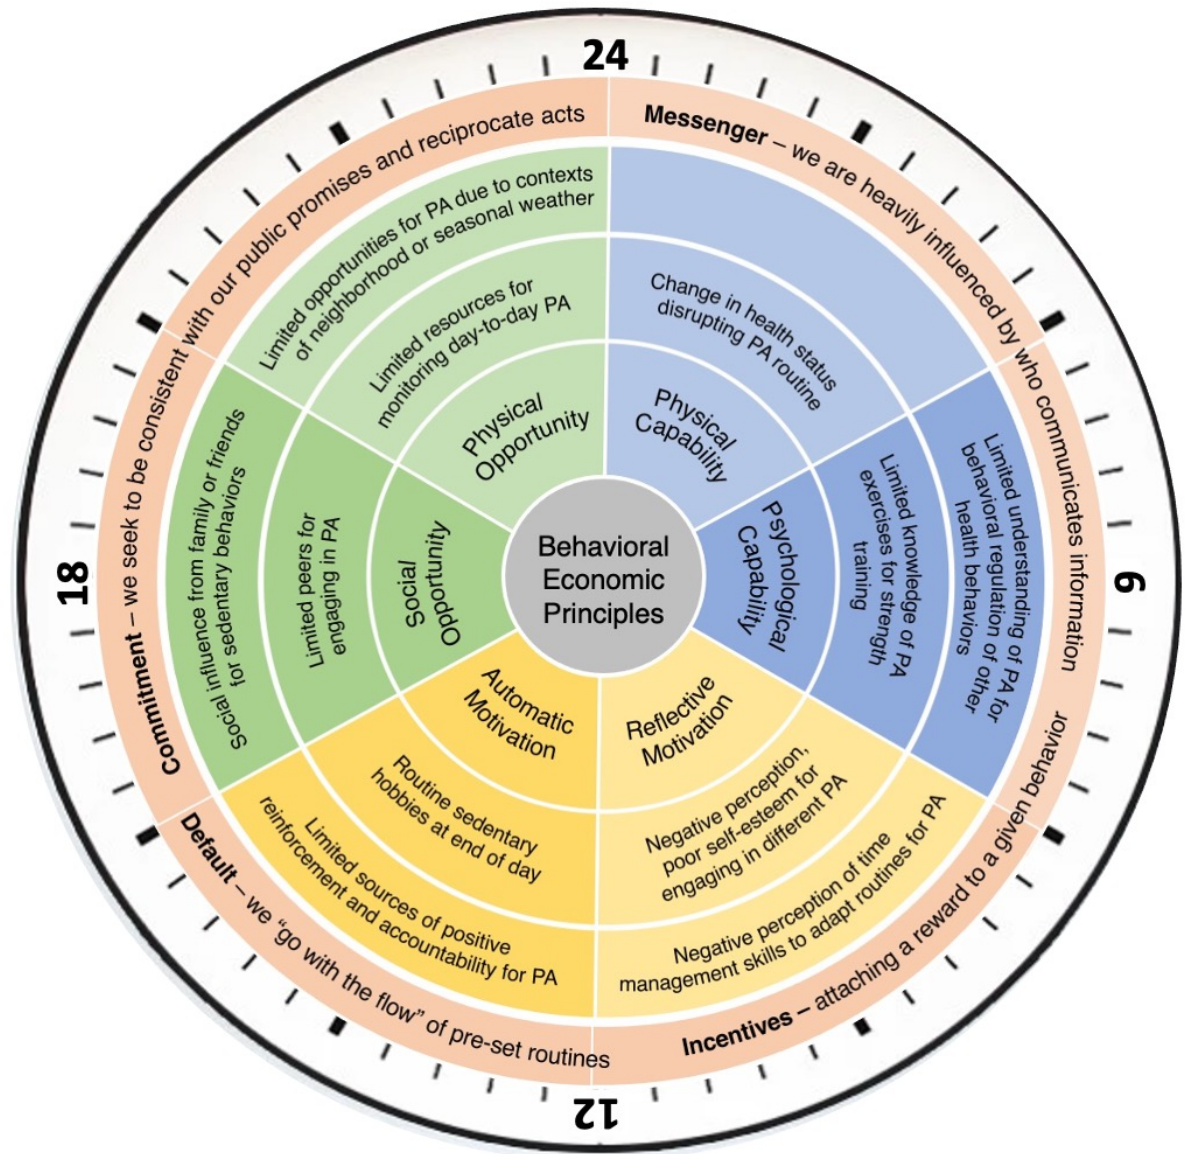 24
6
12
18
Messenger – we are heavily influenced by who communicates information
Incentives – attaching a reward to a given behavior
Default – we “go with the flow” of pre-set routines
Commitment – we seek to be consistent with our public promises and reciprocate acts
Change in health status
disrupting PA routine
Physical
Capability
Limited understanding of PA for
behavioral regulation of other
health behaviors
Limited knowledge of PA
exercises for strength
training
Psychological
Capability
Reflective
Motivation
Negative perception,
poor self-esteem for
engaging in different PA
Negative perception of time
management skills to adapt routines for PA
Automatic
Motivation
Routine sedentary
hobbies at end of day
Limited sources of positive
reinforcement and accountability for PA
Social influence from family or friends
for sedentary behaviors
Limited peers for
engaging in PA
Social
Opportunity
Limited opportunities for PA due to contexts
of neighborhood or seasonal weather
Limited resources for
monitoring day-to-day PA
Physical
Opportunity
Behavioral
Economic
Principles